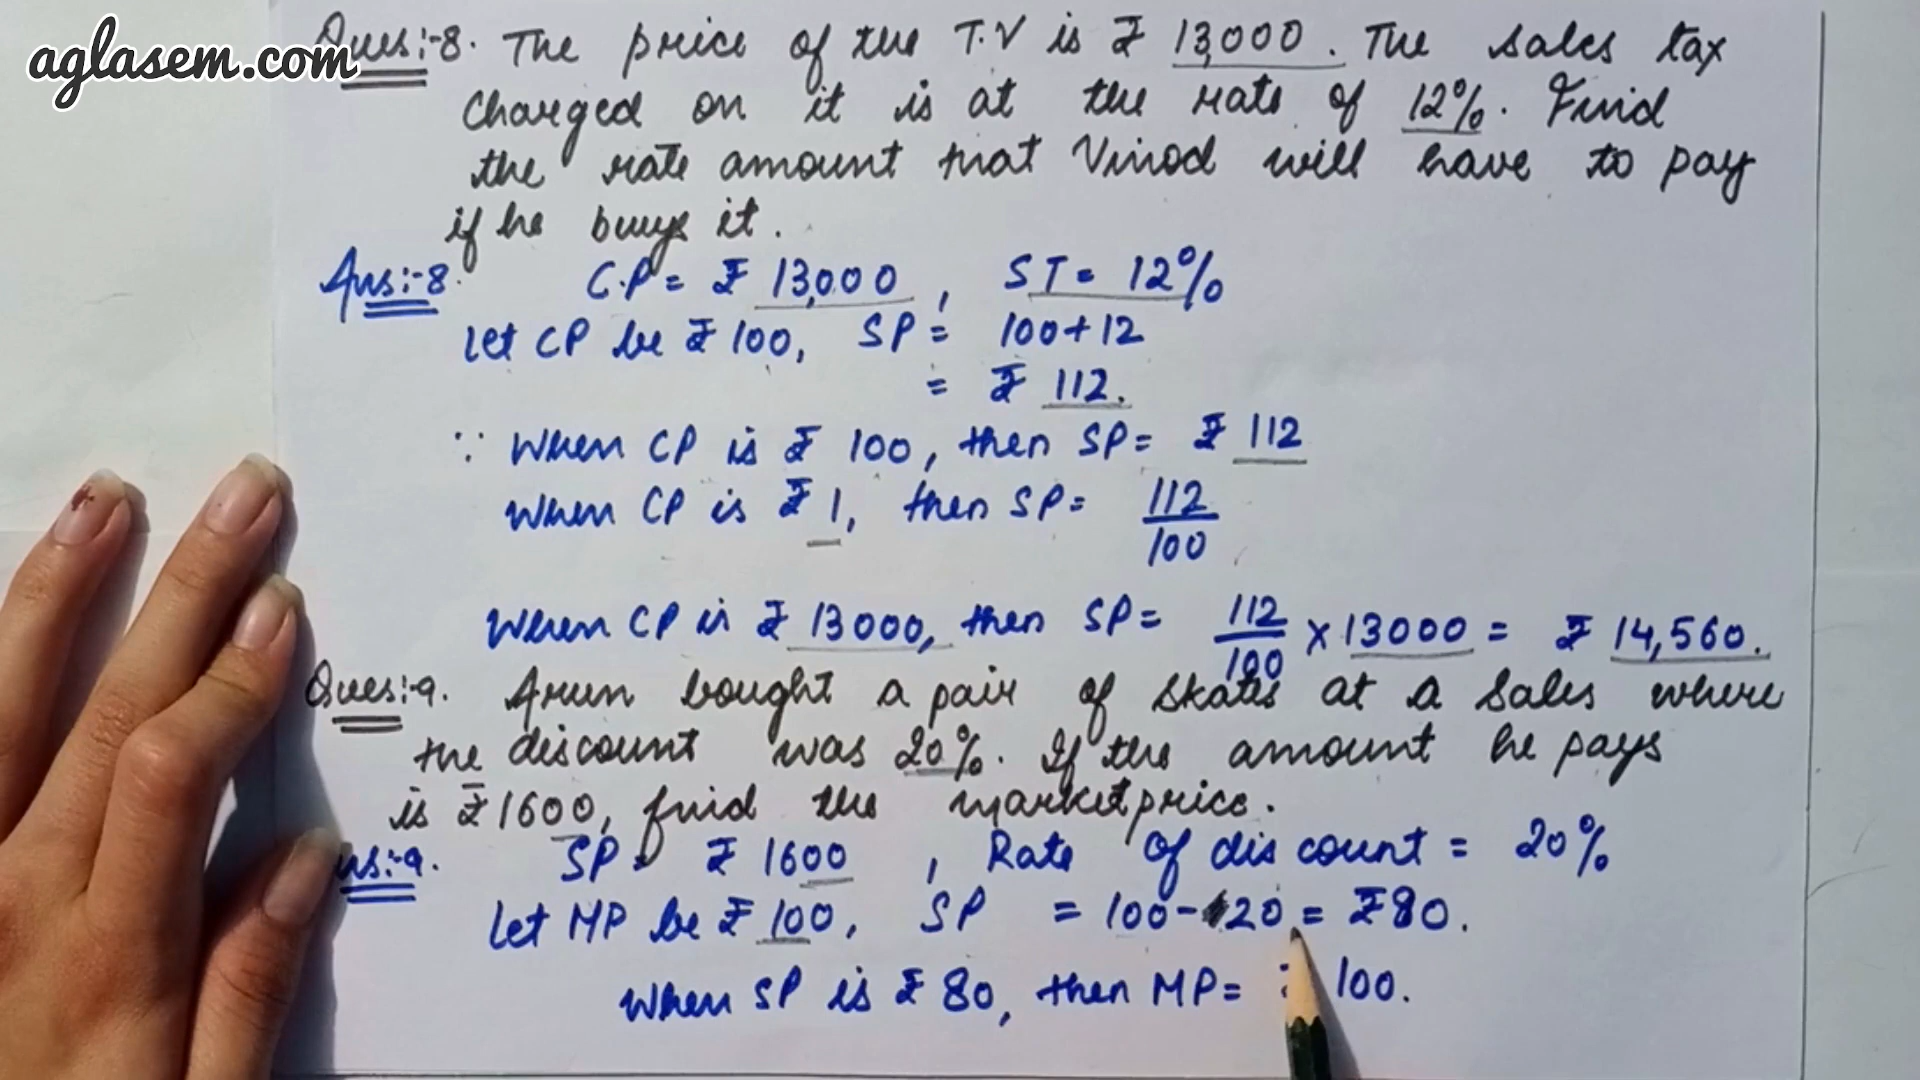 aglasem.com
Ques:-8. The price of the T.V is ₹ 13,000. The sales tax
charged on it is at the rate of 12%. Find
the rate amount that Vinod will have to pay
if he buys it.
Ans:-8. C.P = ₹ 13,000, ST = 12%
Let CP be ₹ 100, SP = 100+12
= ₹ 112.
∵ When CP is ₹ 100, then SP = ₹ 112
When CP is ₹ 1, then SP = 112/100
When CP is ₹ 13000, then SP = 112/100 × 13000 = ₹ 14,560.
Ques:-9. Arun bought a pair of skates at a sales where
the discount was 20%. If the amount he pays
is ₹1600, find the market price.
Ans:-9. SP = ₹ 1600, Rate of discount = 20%
Let MP be ₹ 100, SP = 100-20 = ₹80.
When SP is ₹ 80, then MP = ₹ 100.